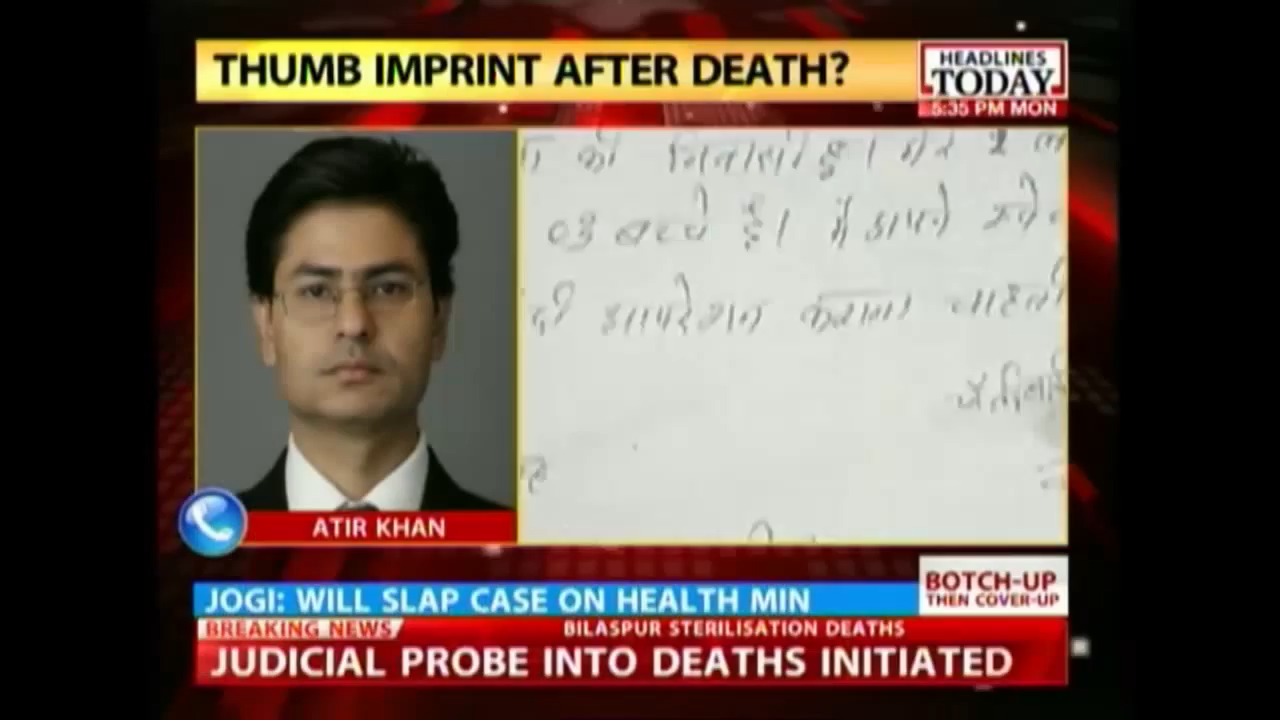 THUMB IMPRINT AFTER DEATH?
HEADLINES
TODAY
5:35 PM MON
की निवासी हूँ। मेरे 2
03 बच्चे हैं। मैं अपने
आपरेशन कराना चाहती
ATIR KHAN
JOGI: WILL SLAP CASE ON HEALTH MIN
BOTCH-UP
THEN COVER-UP
BREAKING NEWS
BILASPUR STERILISATION DEATHS
JUDICIAL PROBE INTO DEATHS INITIATED